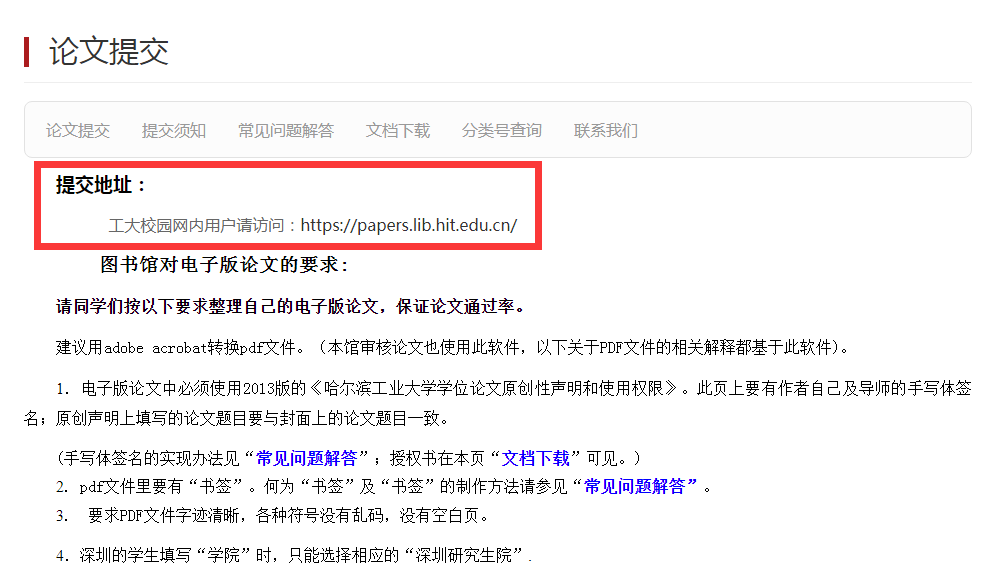 论文提交
论文提交 提交须知 常见问题解答 文档下载 分类号查询 联系我们
提交地址：
工大校园网内用户请访问：https://papers.lib.hit.edu.cn/
图书馆对电子版论文的要求:
请同学们按以下要求整理自己的电子版论文，保证论文通过率。
建议用adobe acrobat转换pdf文件。（本馆审核论文也使用此软件，以下关于PDF文件的相关解释都基于此软件）。
1. 电子版论文中必须使用2013版的《哈尔滨工业大学学位论文原创性声明和使用权限》。此页上要有作者自己及导师的手写体签
名；原创声明上填写的论文题目要与封面上的论文题目一致。
(手写体签名的实现办法见“常见问题解答”；授权书在本页“文档下载”可见。）
2. pdf文件里要有“书签”。何为“书签”及“书签”的制作方法请参见“常见问题解答”。
3. 要求PDF文件字迹清晰，各种符号没有乱码，没有空白页。
4. 深圳的学生填写“学院”时，只能选择相应的“深圳研究生院”.